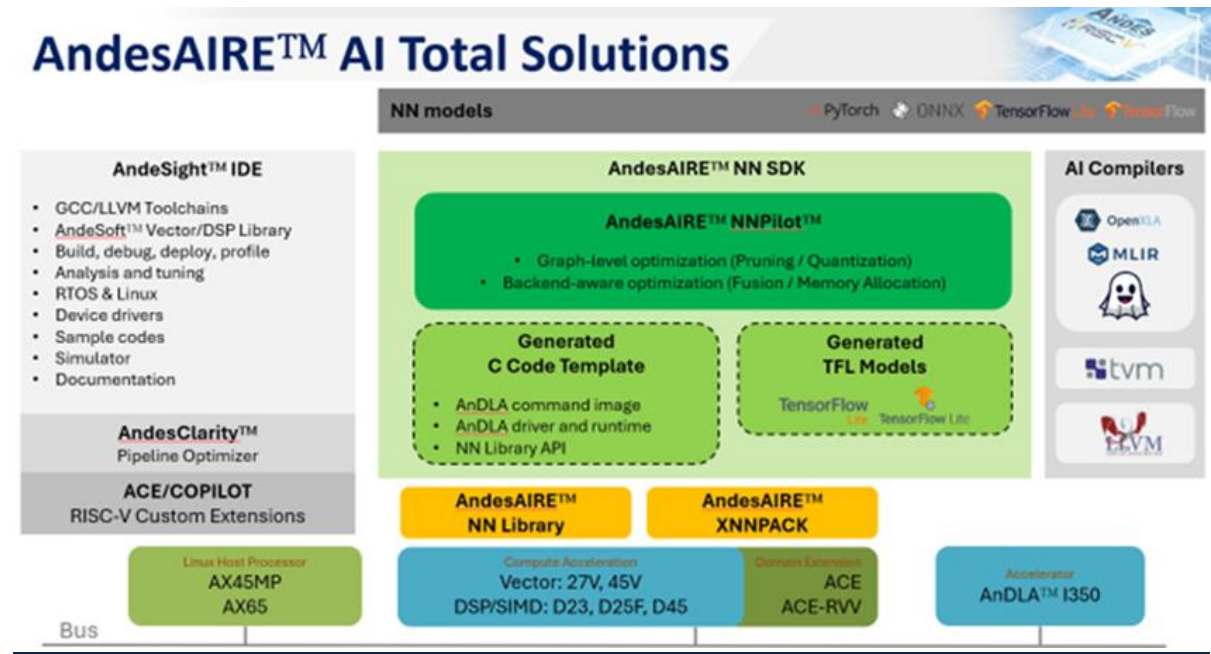 AndesAIRE™ AI Total Solutions
ANDES
RISC-V
NN models
PyTorch
ONNX
TensorFlow Lite
TensorFlow
AndeSight™ IDE
• GCC/LLVM Toolchains
• AndeSoft™ Vector/DSP Library
• Build, debug, deploy, profile
• Analysis and tuning
• RTOS & Linux
• Device drivers
• Sample codes
• Simulator
• Documentation
AndesClarity™
Pipeline Optimizer
ACE/COPILOT
RISC-V Custom Extensions
AndesAIRE™ NN SDK
AndesAIRE™ NNPilot™
• Graph-level optimization (Pruning / Quantization)
• Backend-aware optimization (Fusion / Memory Allocation)
Generated
C Code Template
• AnDLA command image
• AnDLA driver and runtime
• NN Library API
Generated
TFL Models
TensorFlow
Lite
TensorFlow Lite
AI Compilers
OpenXLA
MLIR
tvm
LLVM
AndesAIRE™
NN Library
AndesAIRE™
XNNPACK
Linux Host Processor
AX45MP
AX65
Compute Acceleration
Vector: 27V, 45V
DSP/SIMD: D23, D25F, D45
Domain Extension
ACE
ACE-RVV
Accelerator
AnDLA™ I350
Bus